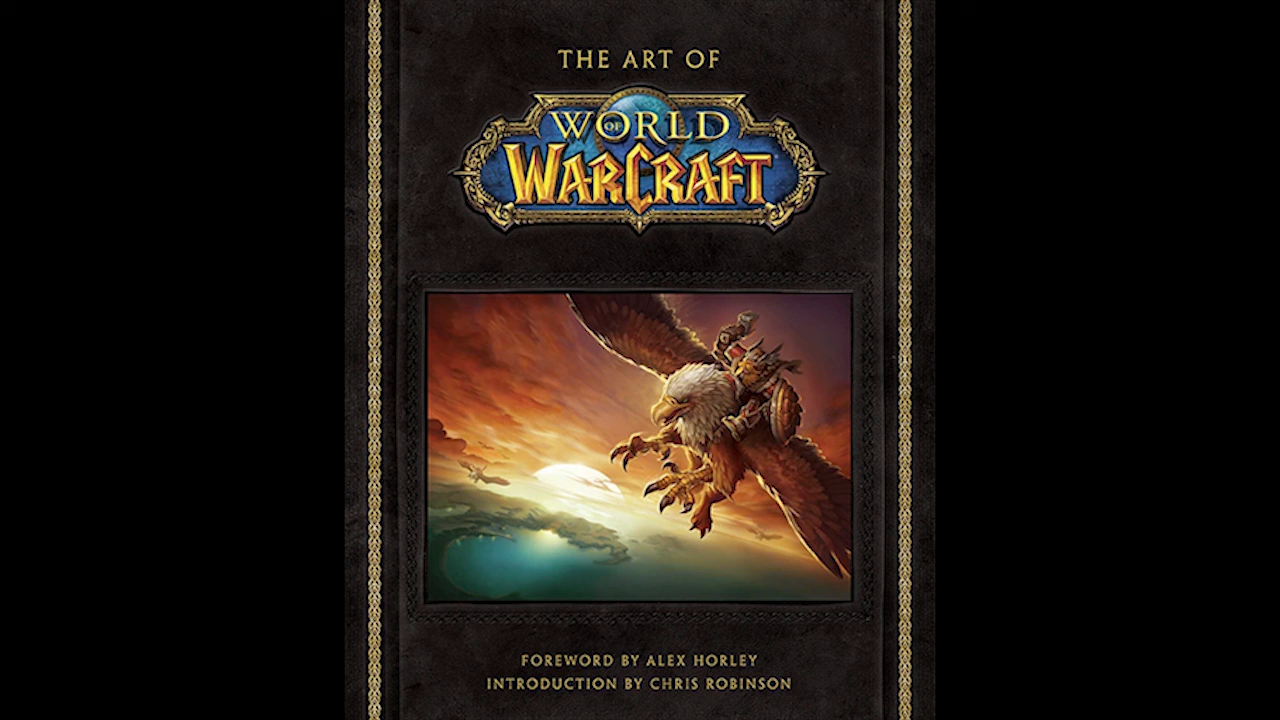 THE ART OF
WORLD
OF
WARCRAFT
FOREWORD BY ALEX HORLEY
INTRODUCTION BY CHRIS ROBINSON